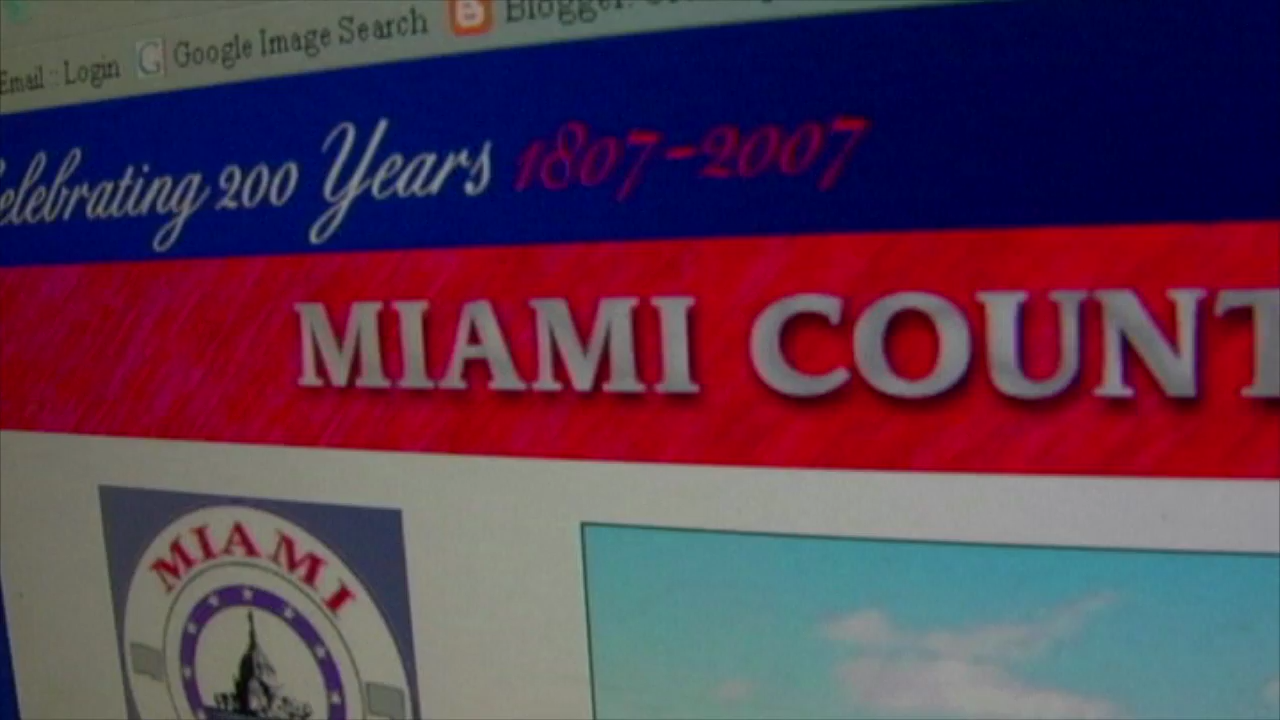 Email :: Login Google Image Search Blogger:
elebrating 200 Years 1807-2007
MIAMI COUNT
MIAMI